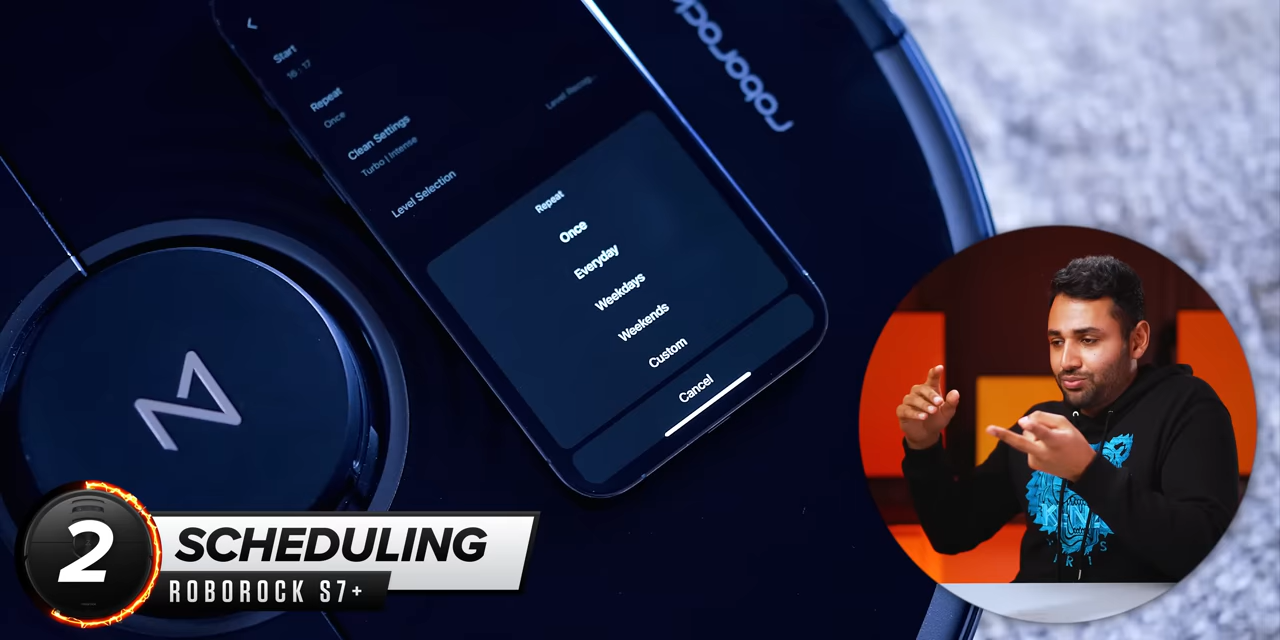 Start
16 : 17
Repeat
Once
Clean Settings
Turbo | Intense
Level Selection
Repeat
Once
Everyday
Weekdays
Weekends
Custom
Cancel
roborock
2
SCHEDULING
ROBOROCK S7+